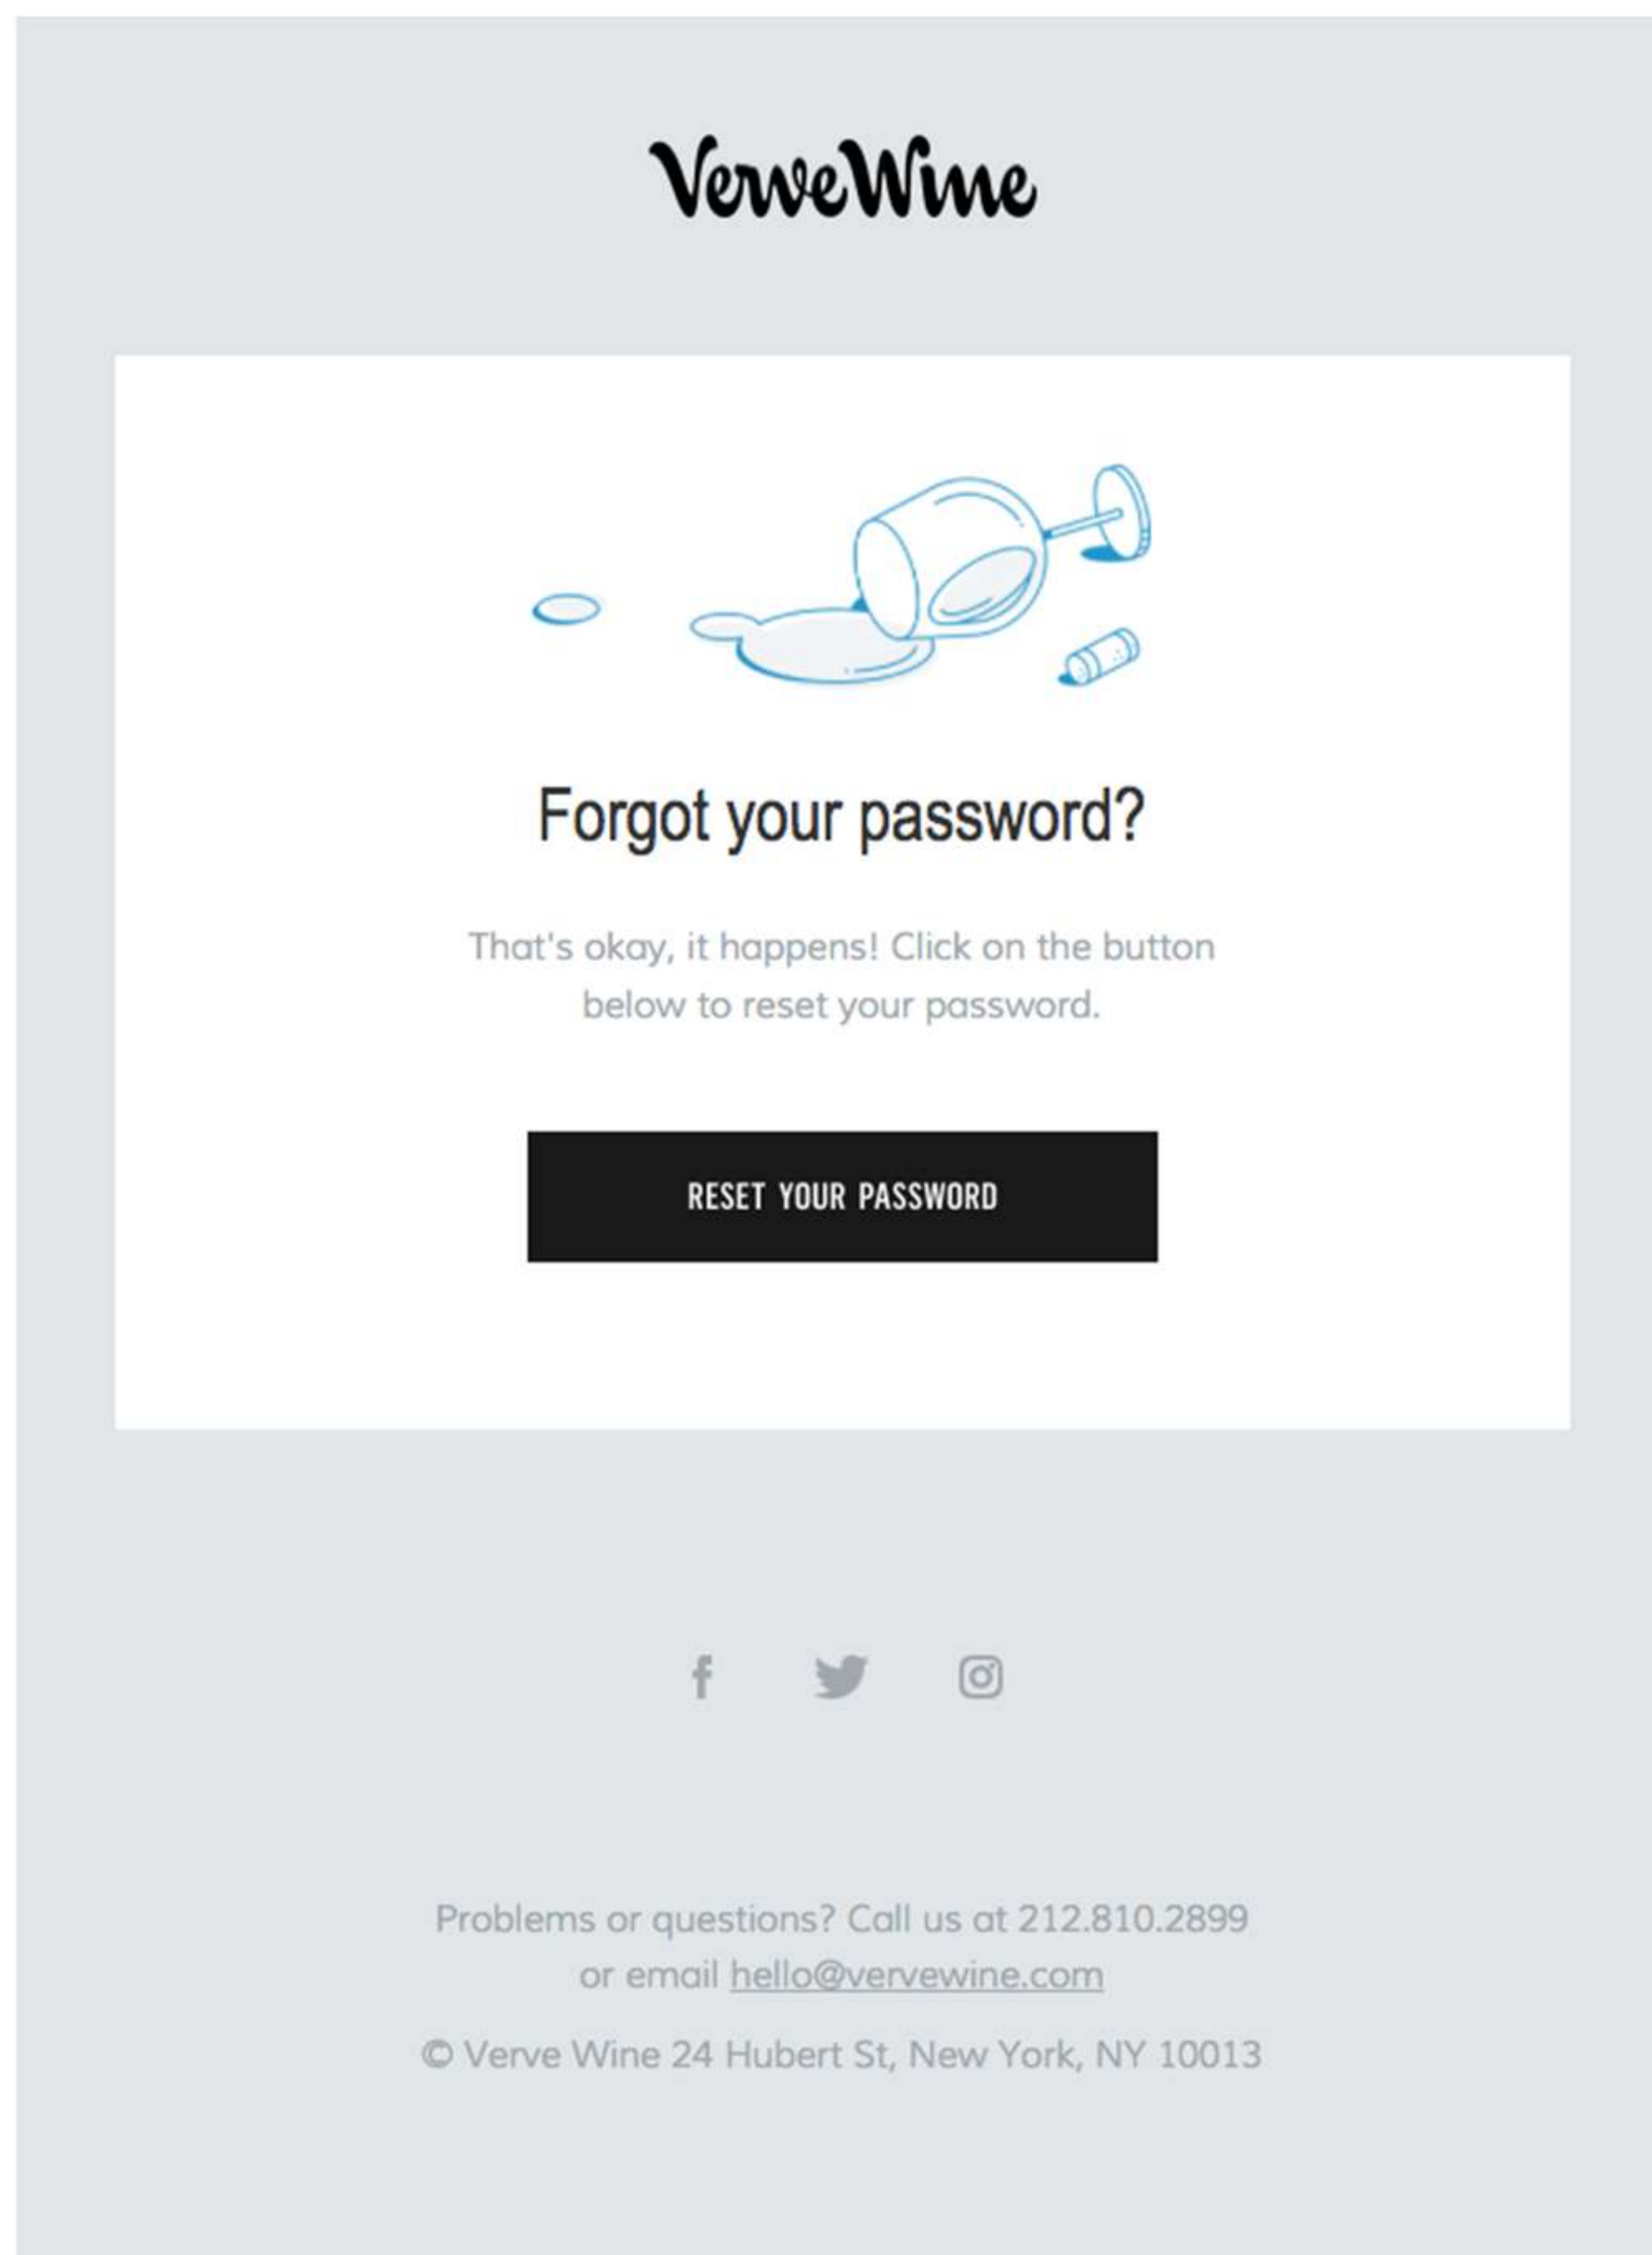 VerveWine
Forgot your password?
That's okay, it happens! Click on the button
below to reset your password.
RESET YOUR PASSWORD
Problems or questions? Call us at 212.810.2899
or email hello@vervewine.com
© Verve Wine 24 Hubert St, New York, NY 10013